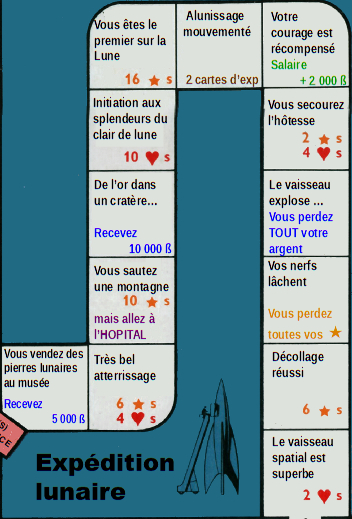 Vous êtes le
premier sur la
Lune
16 ★ s
Alunissage
mouvementé
2 cartes d'exp
Votre
courage est
récompensé
Salaire
+ 2 000 ß
Initiation aux
splendeurs du
clair de lune
10 ♥ s
Vous secourez
l'hôtesse
2 ★ s
4 ♥ s
De l'or dans
un cratère...
Recevez
10 000 ß
Le vaisseau
explose ...
Vous perdez
TOUT votre
argent
Vous sautez
une montagne
10 ★ s
mais allez à
l'HOPITAL
Vos nerfs
lâchent
Vous perdez
toutes vos ★
Vous vendez des
pierres lunaires
au musée
Recevez
5 000 ß
Très bel
atterrissage
6 ★ s
4 ♥ s
Décollage
réussi
6 ★ s
Le vaisseau
spatial est
superbe
2 ♥ s
Expédition
lunaire